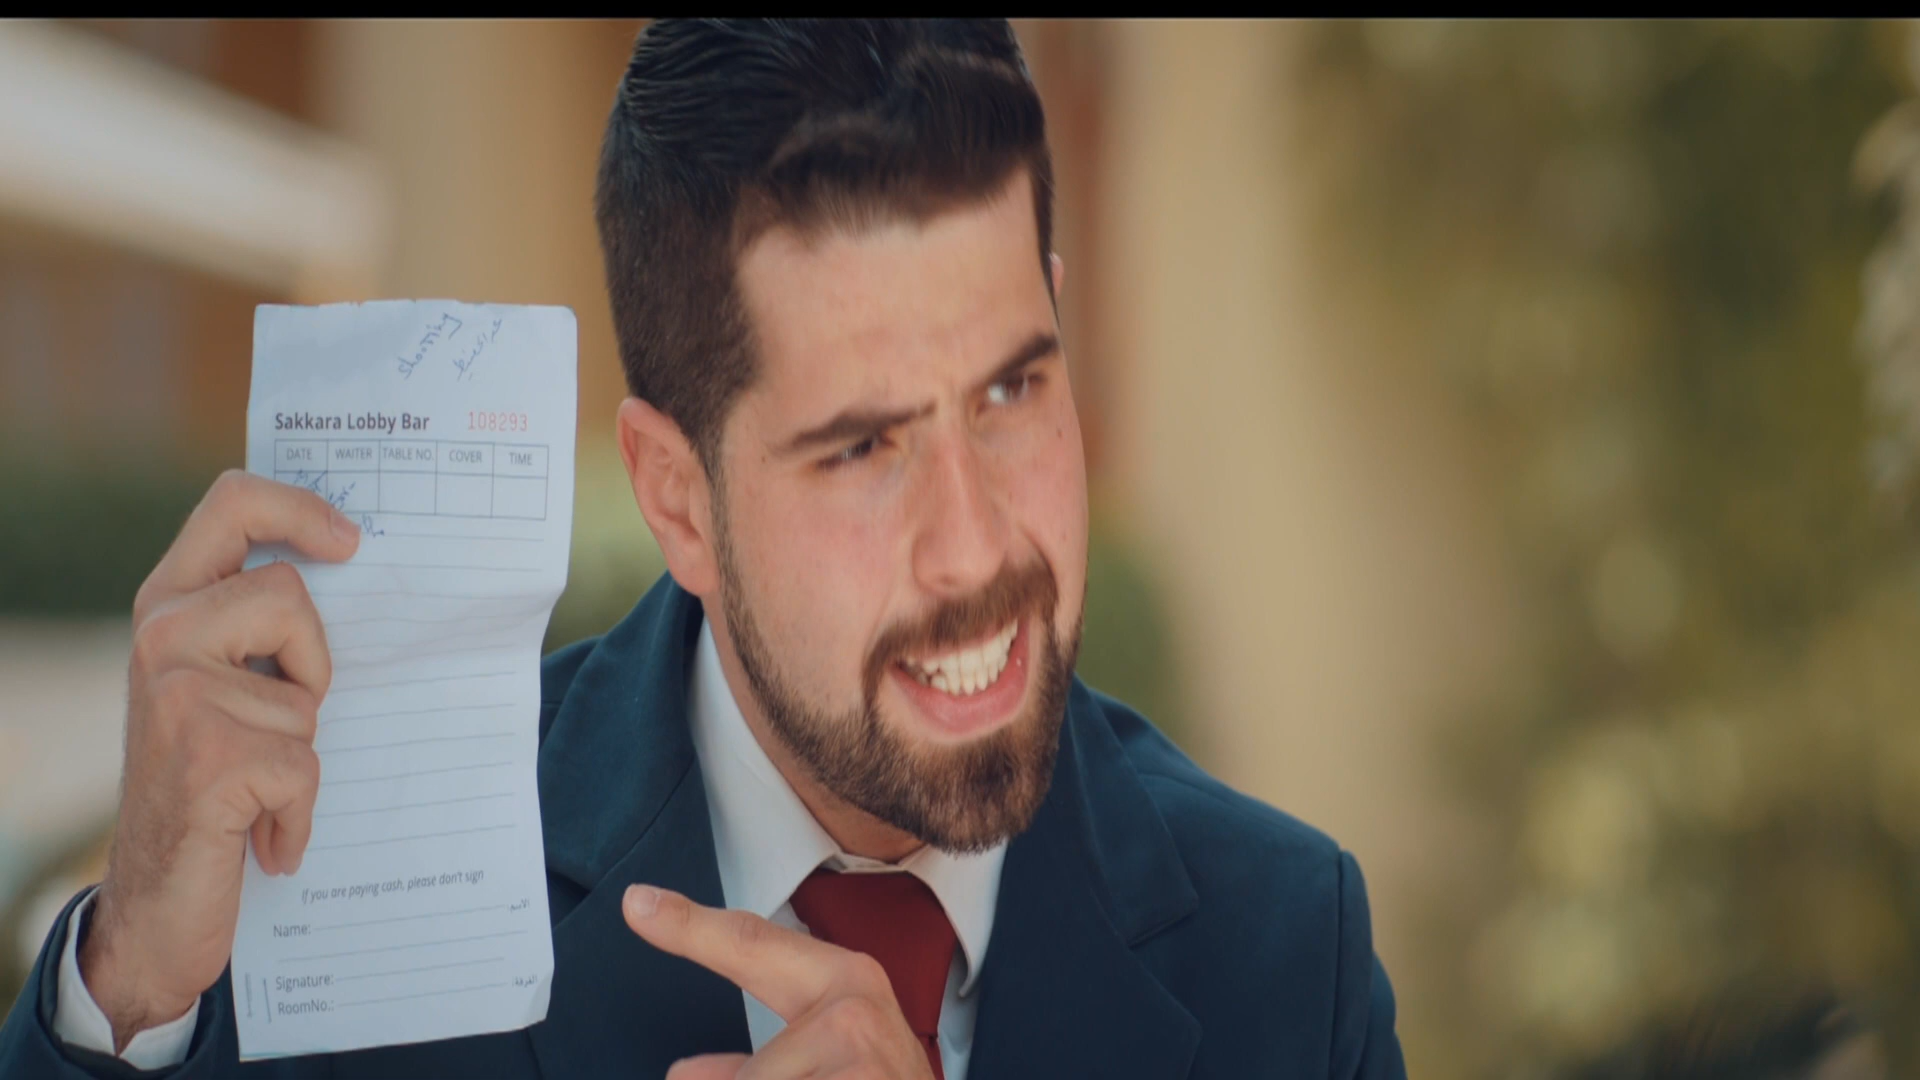 shooting
Sakkara Lobby Bar 108293
DATE WAITER TABLE NO. COVER TIME
If you are paying cash, please don't sign
Name: الاسم:
Signature:
RoomNo.: الغرفة: